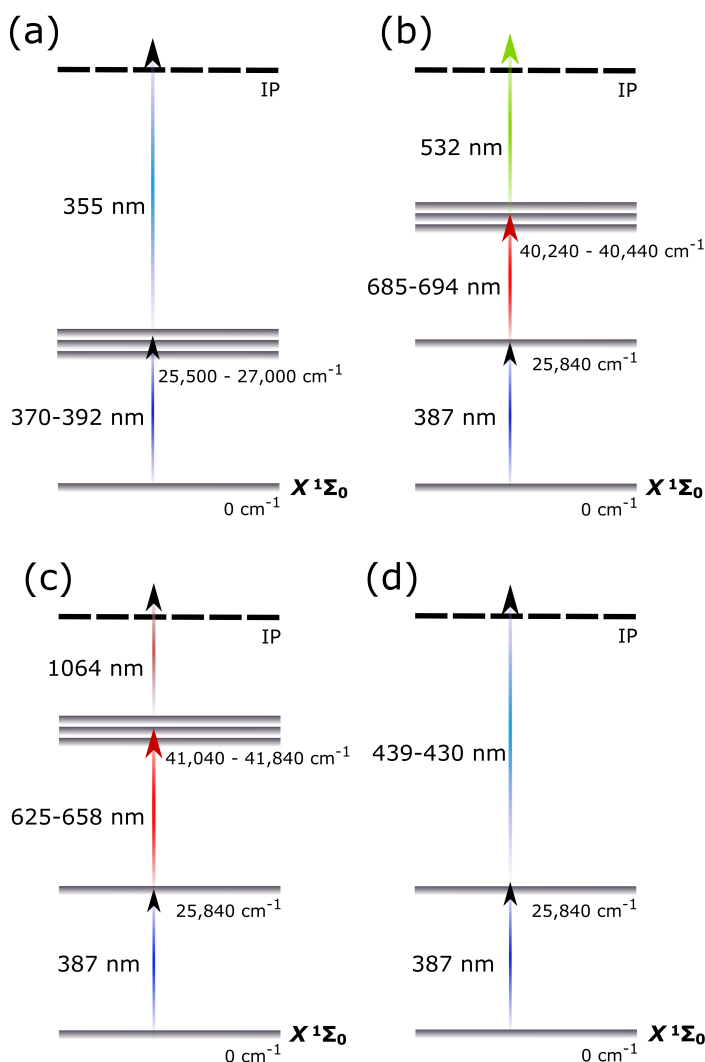 (a)
IP
355 nm
25,500 - 27,000 cm⁻¹
370-392 nm
X ¹Σ₀
0 cm⁻¹
(b)
IP
532 nm
40,240 - 40,440 cm⁻¹
685-694 nm
25,840 cm⁻¹
387 nm
X ¹Σ₀
0 cm⁻¹
(c)
IP
1064 nm
41,040 - 41,840 cm⁻¹
625-658 nm
25,840 cm⁻¹
387 nm
X ¹Σ₀
0 cm⁻¹
(d)
IP
439-430 nm
25,840 cm⁻¹
387 nm
X ¹Σ₀
0 cm⁻¹